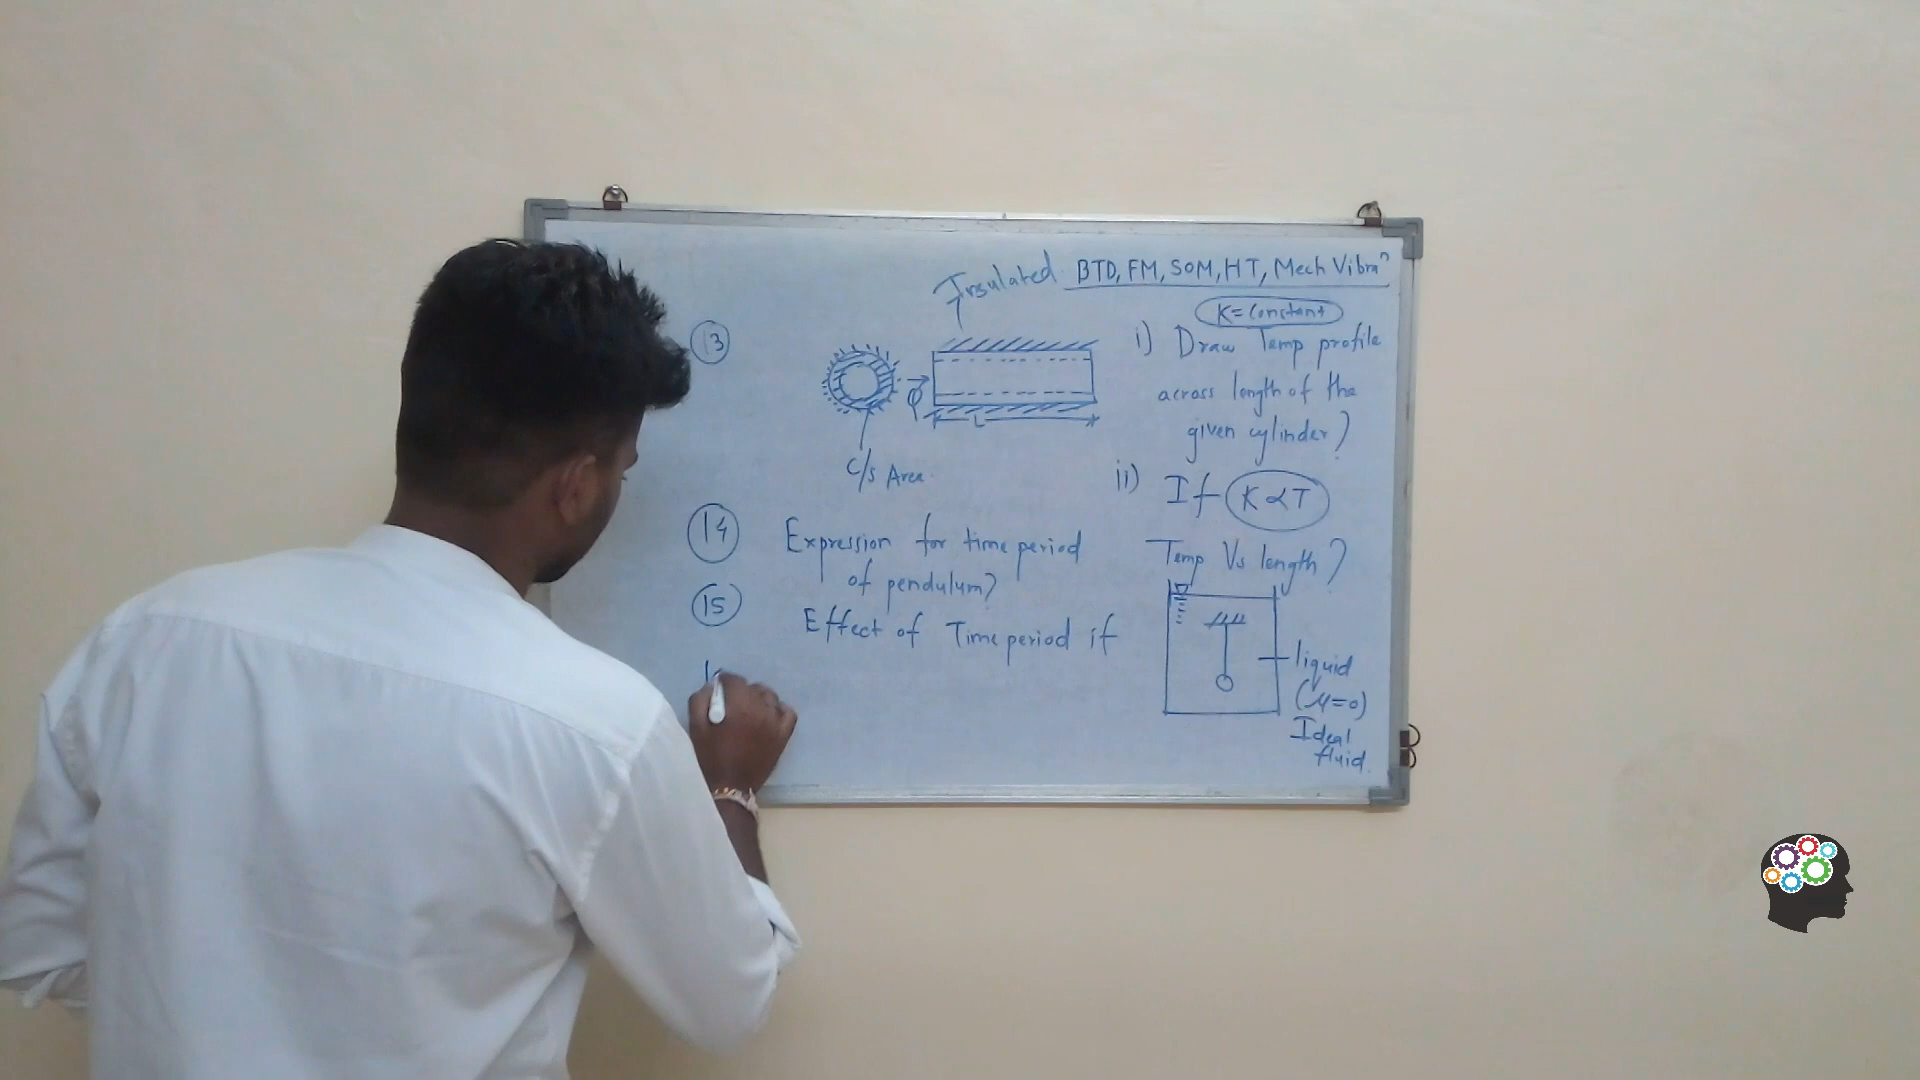 Insulated
BTD, FM, SOM, HT, Mech Vibraⁿ
K = Constant
13
i) Draw Temp profile
across length of the
given cylinder?
Q
L
C/s Area
ii) If K ∝ T
Temp Vs length?
14 Expression for time period
of pendulum?
15 Effect of Time period if
liquid
(μ=0)
Ideal
fluid.